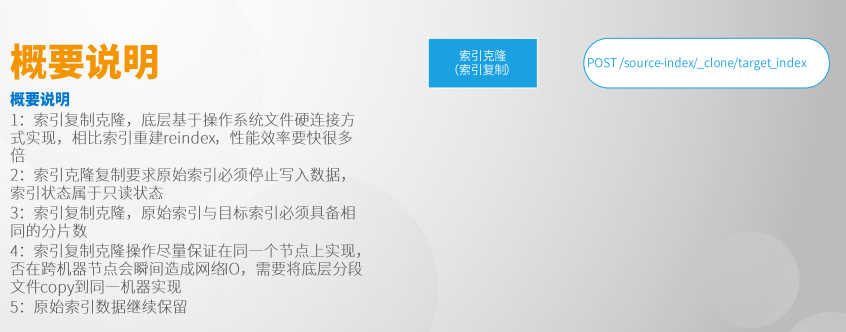 概要说明
概要说明
1：索引复制克隆，底层基于操作系统文件硬连接方
式实现，相比索引重建reindex，性能效率要快很多
倍
2：索引克隆复制要求原始索引必须停止写入数据，
索引状态属于只读状态
3：索引复制克隆，原始索引与目标索引必须具备相
同的分片数
4：索引复制克隆操作尽量保证在同一个节点上实现，
否在跨机器节点会瞬间造成网络IO，需要将底层分段
文件copy到同一机器实现
5：原始索引数据继续保留
索引克隆
（索引复制）
POST /source-index/_clone/target_index